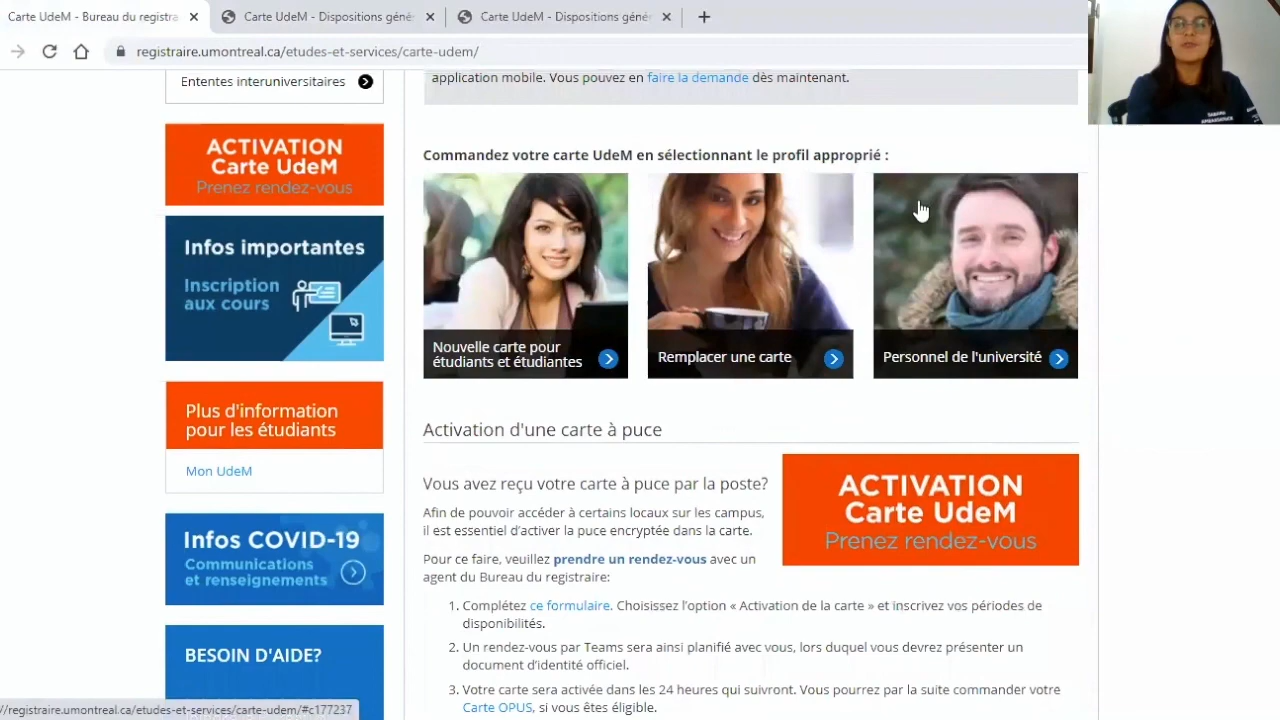 Carte UdeM - Bureau du registra
Carte UdeM - Dispositions génér
Carte UdeM - Dispositions génér
registraire.umontreal.ca/etudes-et-services/carte-udem/
Ententes interuniversitaires
ACTIVATION
Carte UdeM
Prenez rendez-vous
Infos importantes
Inscription
aux cours
Plus d'information
pour les étudiants
Mon UdeM
Infos COVID-19
Communications
et renseignements
BESOIN D'AIDE?
application mobile. Vous pouvez en faire la demande dès maintenant.
Commandez votre carte UdeM en sélectionnant le profil approprié :
Nouvelle carte pour
étudiants et étudiantes
Remplacer une carte
Personnel de l'université
Activation d'une carte à puce
Vous avez reçu votre carte à puce par la poste?
Afin de pouvoir accéder à certains locaux sur les campus,
il est essentiel d'activer la puce encryptée dans la carte.
Pour ce faire, veuillez prendre un rendez-vous avec un
agent du Bureau du registraire:
ACTIVATION
Carte UdeM
Prenez rendez-vous
1. Complétez ce formulaire. Choisissez l'option « Activation de la carte » et inscrivez vos périodes de
disponibilités.
2. Un rendez-vous par Teams sera ainsi planifié avec vous, lors duquel vous devrez présenter un
document d'identité officiel.
3. Votre carte sera activée dans les 24 heures qui suivront. Vous pourrez par la suite commander votre
Carte OPUS, si vous êtes éligible.
//registraire.umontreal.ca/etudes-et-services/carte-udem/#c177237